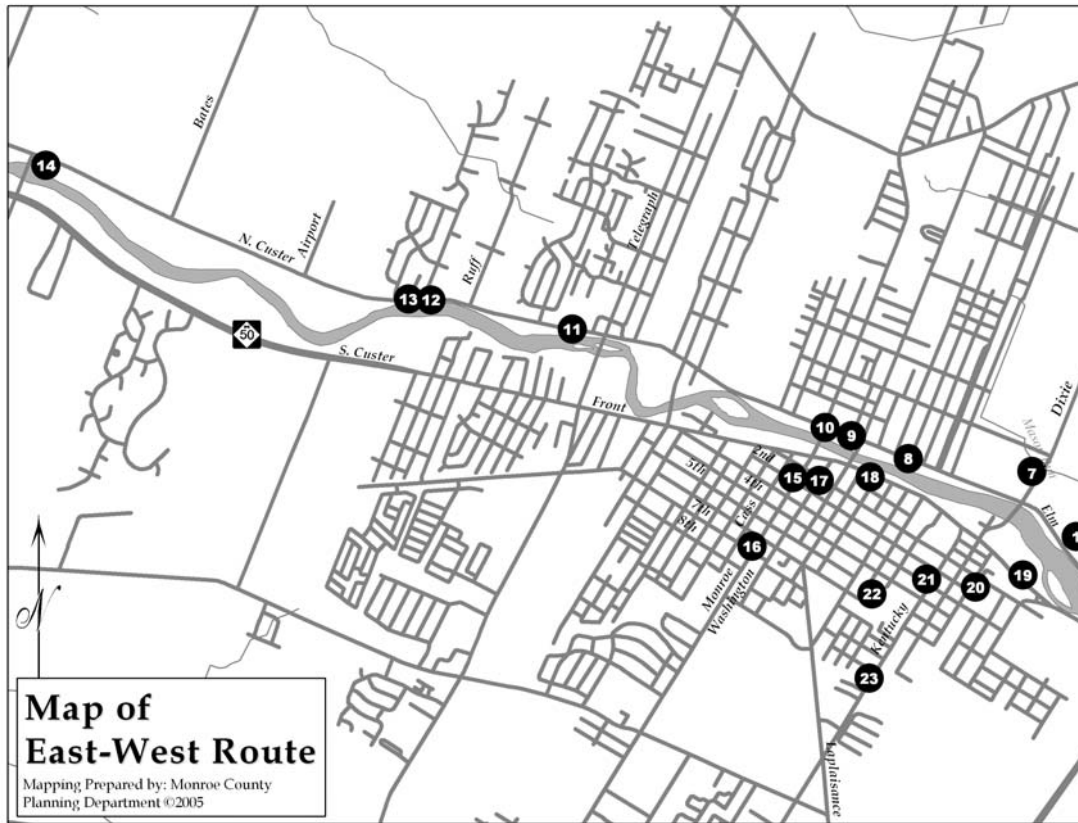 Bates
14
N. Custer
Airport
Telegraph
Ruff
13
12
11
50
S. Custer
Front
Dixie
10
9
8
7
2nd
5th
4th
15
17
18
Elm
7th
Cass
8th
1
16
Monroe
Washington
19
21
20
22
Kentucky
23
Laplaisance
N
Map of
East-West Route
Mapping Prepared by: Monroe County
Planning Department ©2005